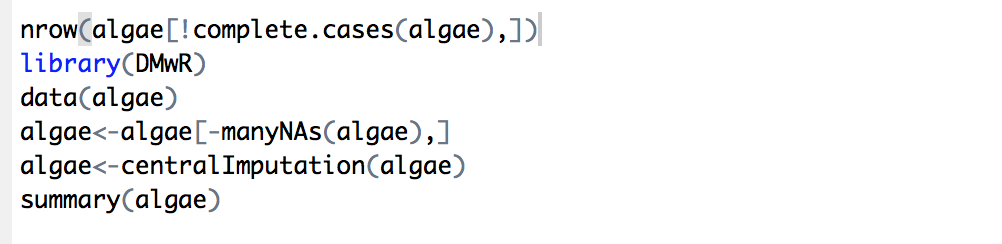 nrow(algae[!complete.cases(algae),])
library(DMwR)
data(algae)
algae<-algae[-manyNAs(algae),]
algae<-centralImputation(algae)
summary(algae)